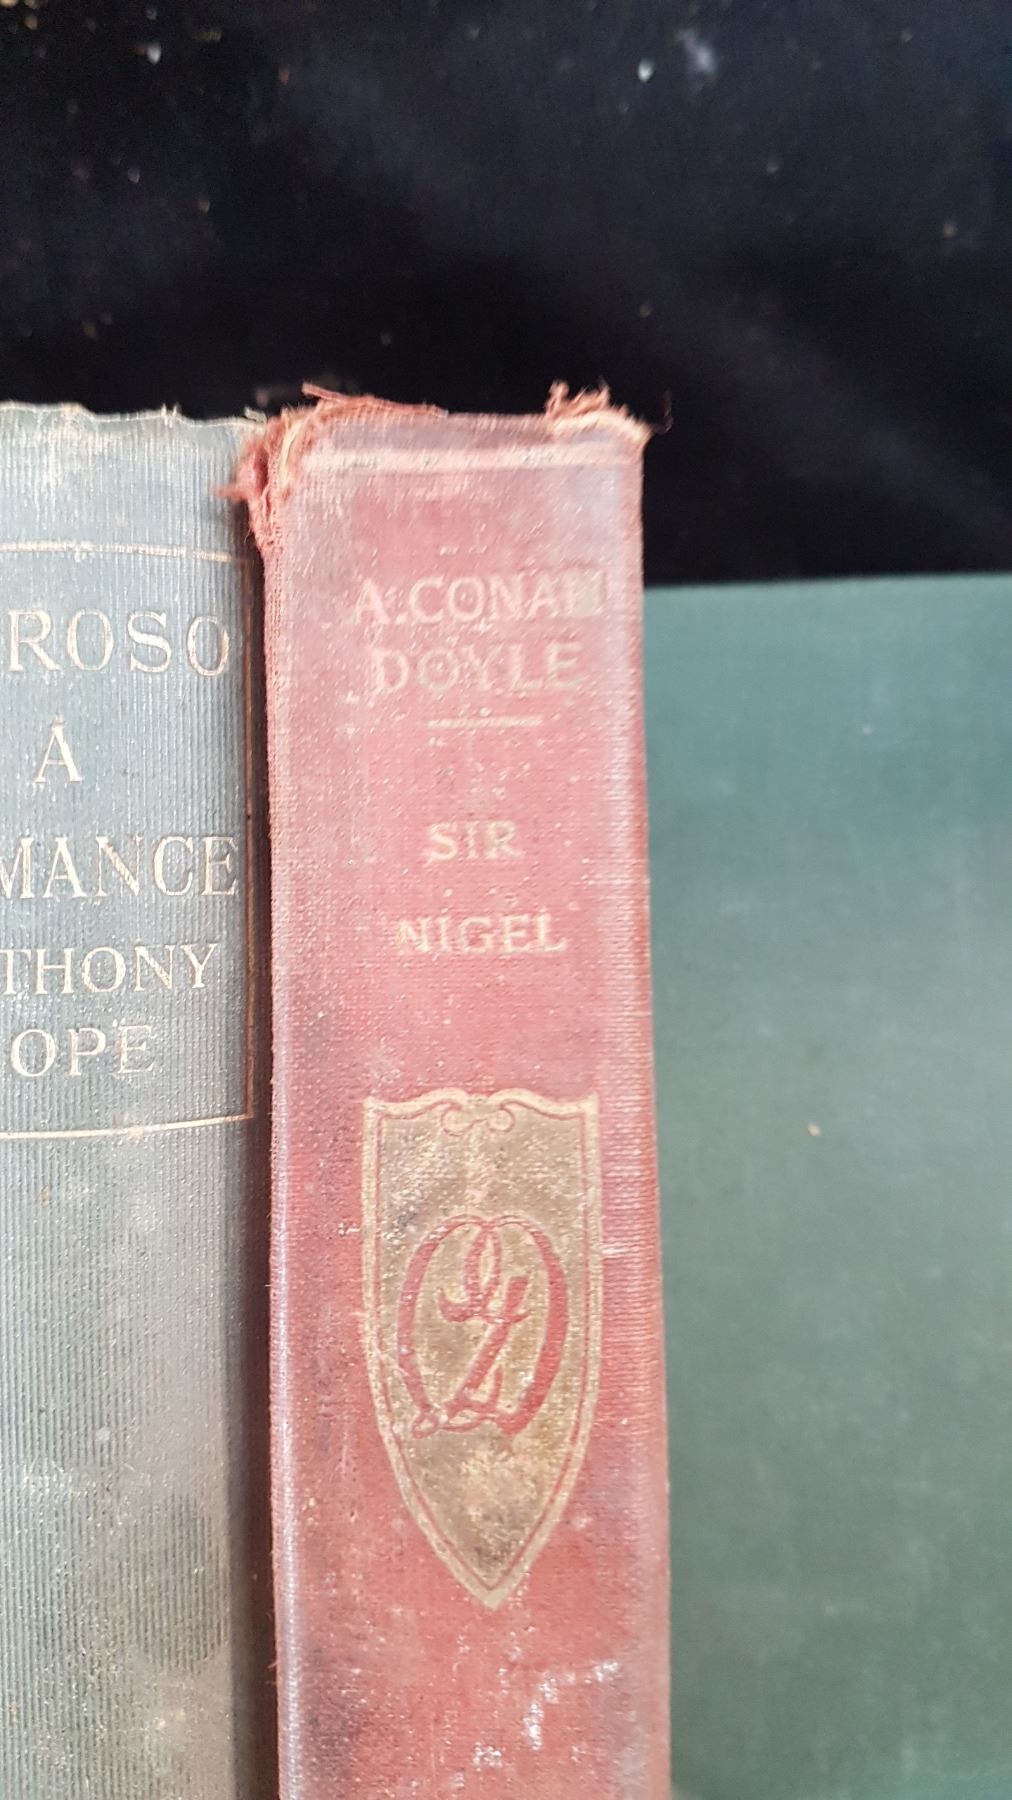 ROSO
A
MANCE
THONY
OPE
A. CONAN
DOYLE
SIR
NIGEL